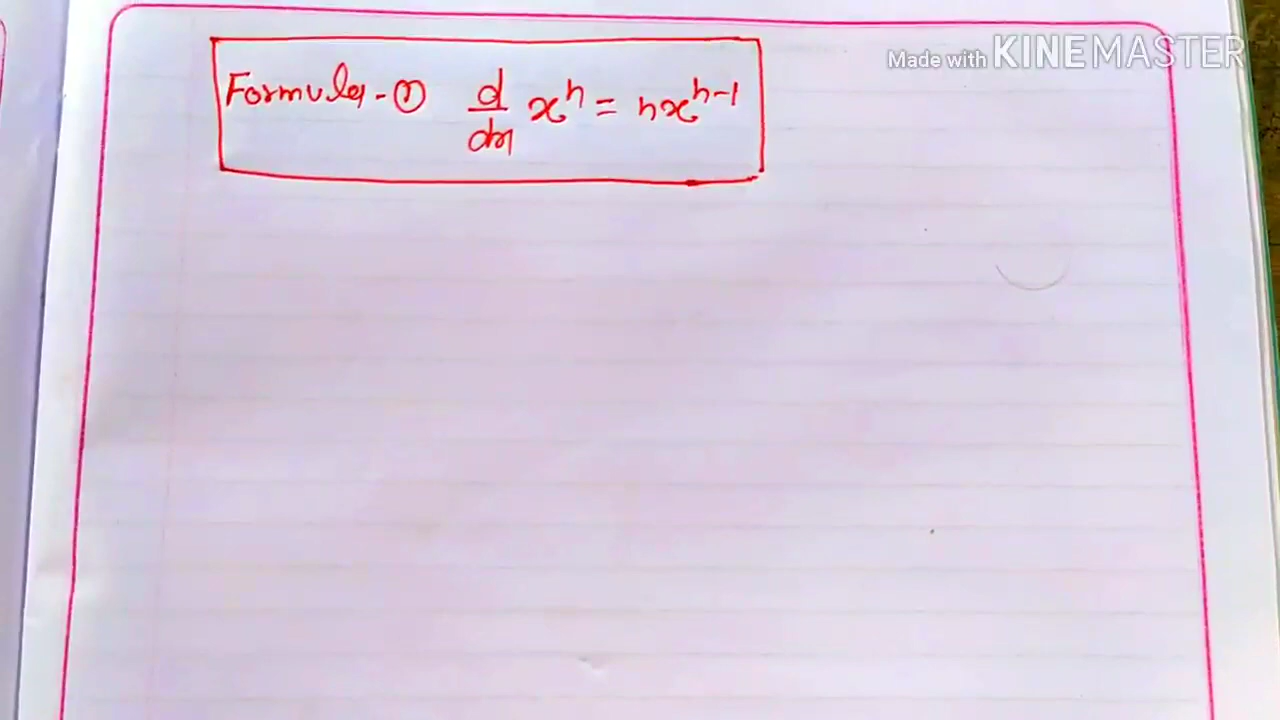 Made with KINEMASTER
Formula - ① d/dx xⁿ = nxⁿ⁻¹